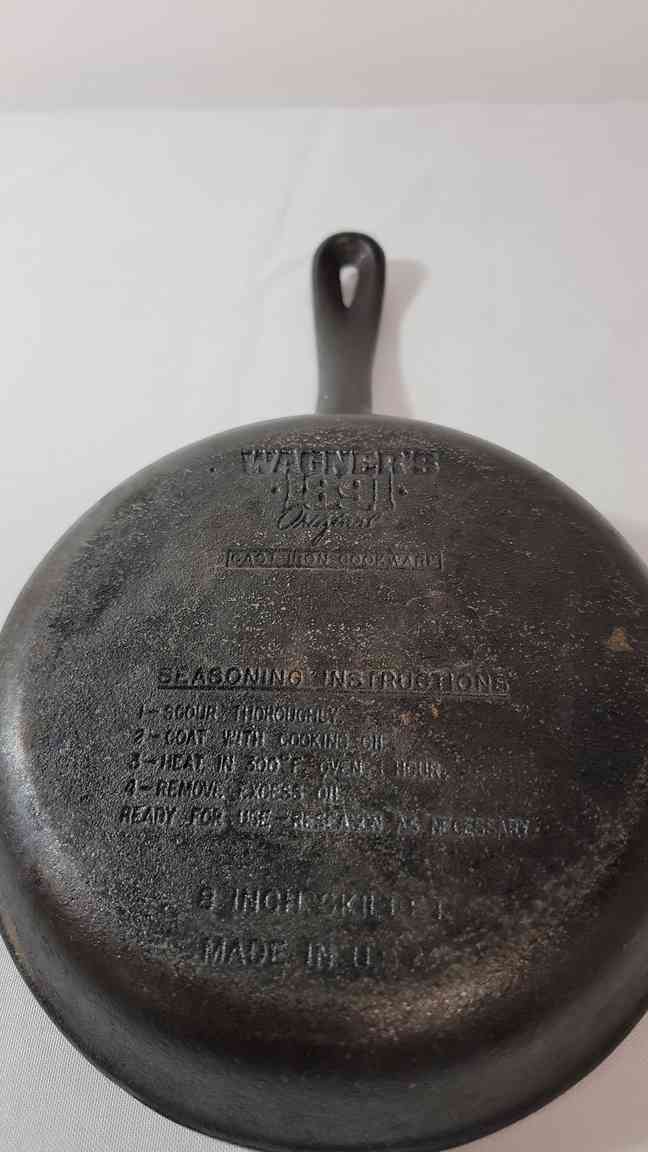 WAGNER'S
·1891·
Original
CAST IRON COOKWARE
SEASONING INSTRUCTIONS
1-SCOUR THOROUGHLY.
2-COAT WITH COOKING OIL.
3-HEAT IN 300°F. OVEN 1 HOUR.
4-REMOVE EXCESS OIL.
READY FOR USE-RESEASON AS NECESSARY
INCH SKILLET
MADE IN U.S.A.